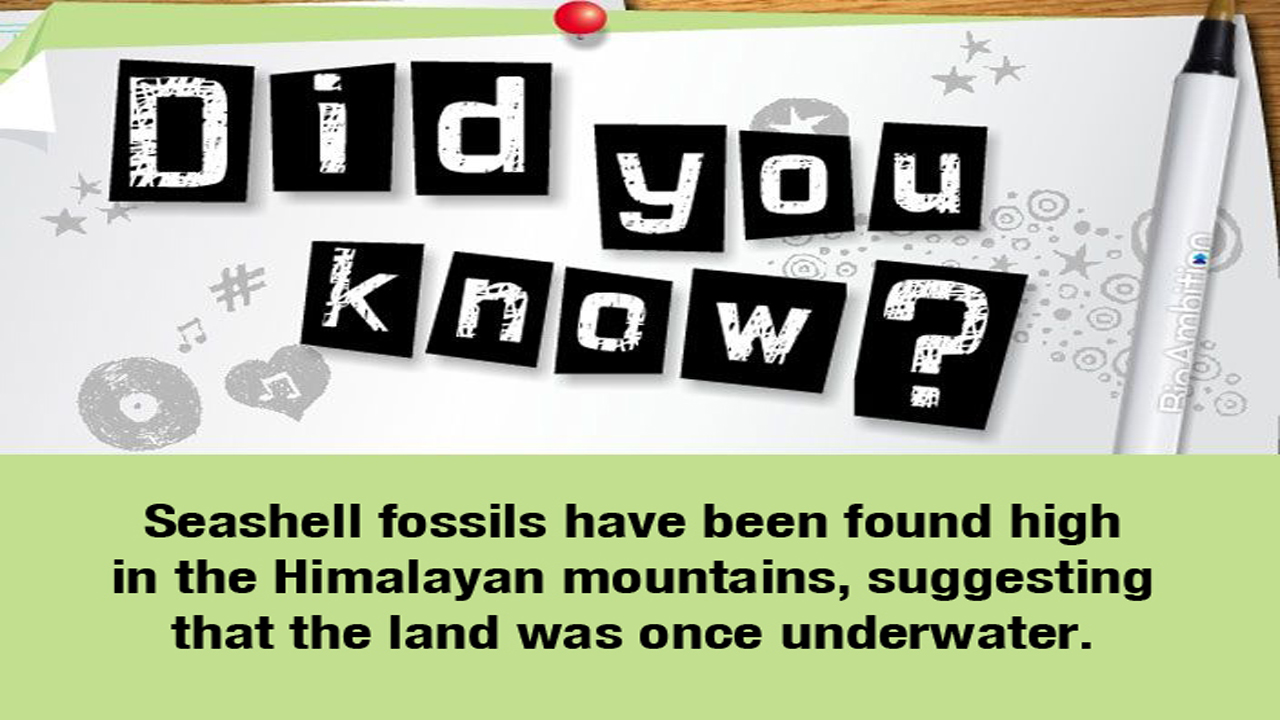 Did you
know?
BioAmbition
Seashell fossils have been found high
in the Himalayan mountains, suggesting
that the land was once underwater.